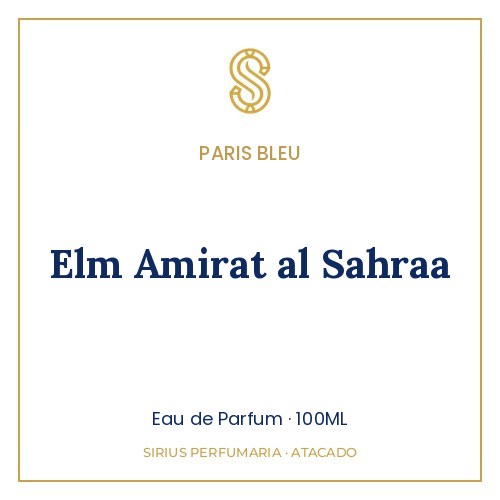 PARIS BLEU
Elm Amirat al Sahraa
Eau de Parfum · 100ML
SIRIUS PERFUMARIA · ATACADO